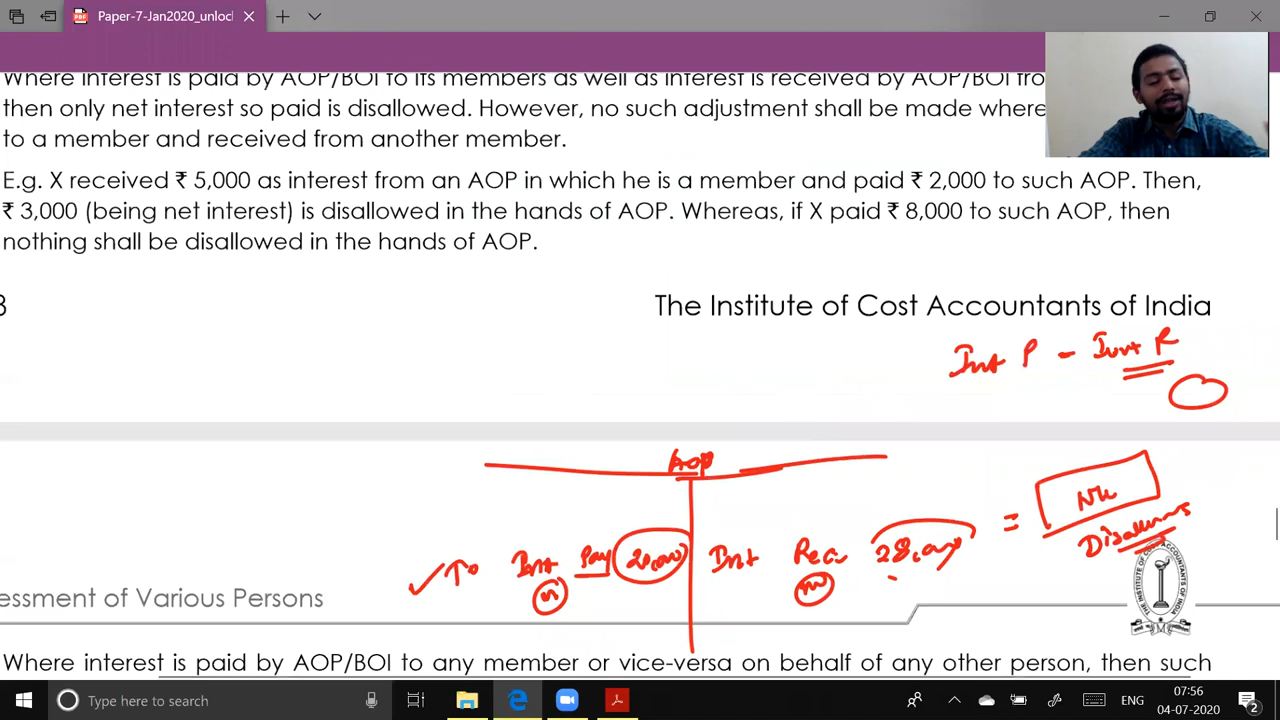 Paper-7-Jan2020_unlock
Where interest is paid by AOP/BOI to its members as well as interest is received by AOP/BOI from
then only net interest so paid is disallowed. However, no such adjustment shall be made where
to a member and received from another member.
E.g. X received ₹ 5,000 as interest from an AOP in which he is a member and paid ₹ 2,000 to such AOP. Then,
₹ 3,000 (being net interest) is disallowed in the hands of AOP. Whereas, if X paid ₹ 8,000 to such AOP, then
nothing shall be disallowed in the hands of AOP.
The Institute of Cost Accountants of India
Int P - Int R
AOP
To Int Pay 20,000 Int Rec 28,000 = Nil
m m
essment of Various Persons
Where interest is paid by AOP/BOI to any member or vice-versa on behalf of any other person, then such
Type here to search
ENG
07:56
04-07-2020
2